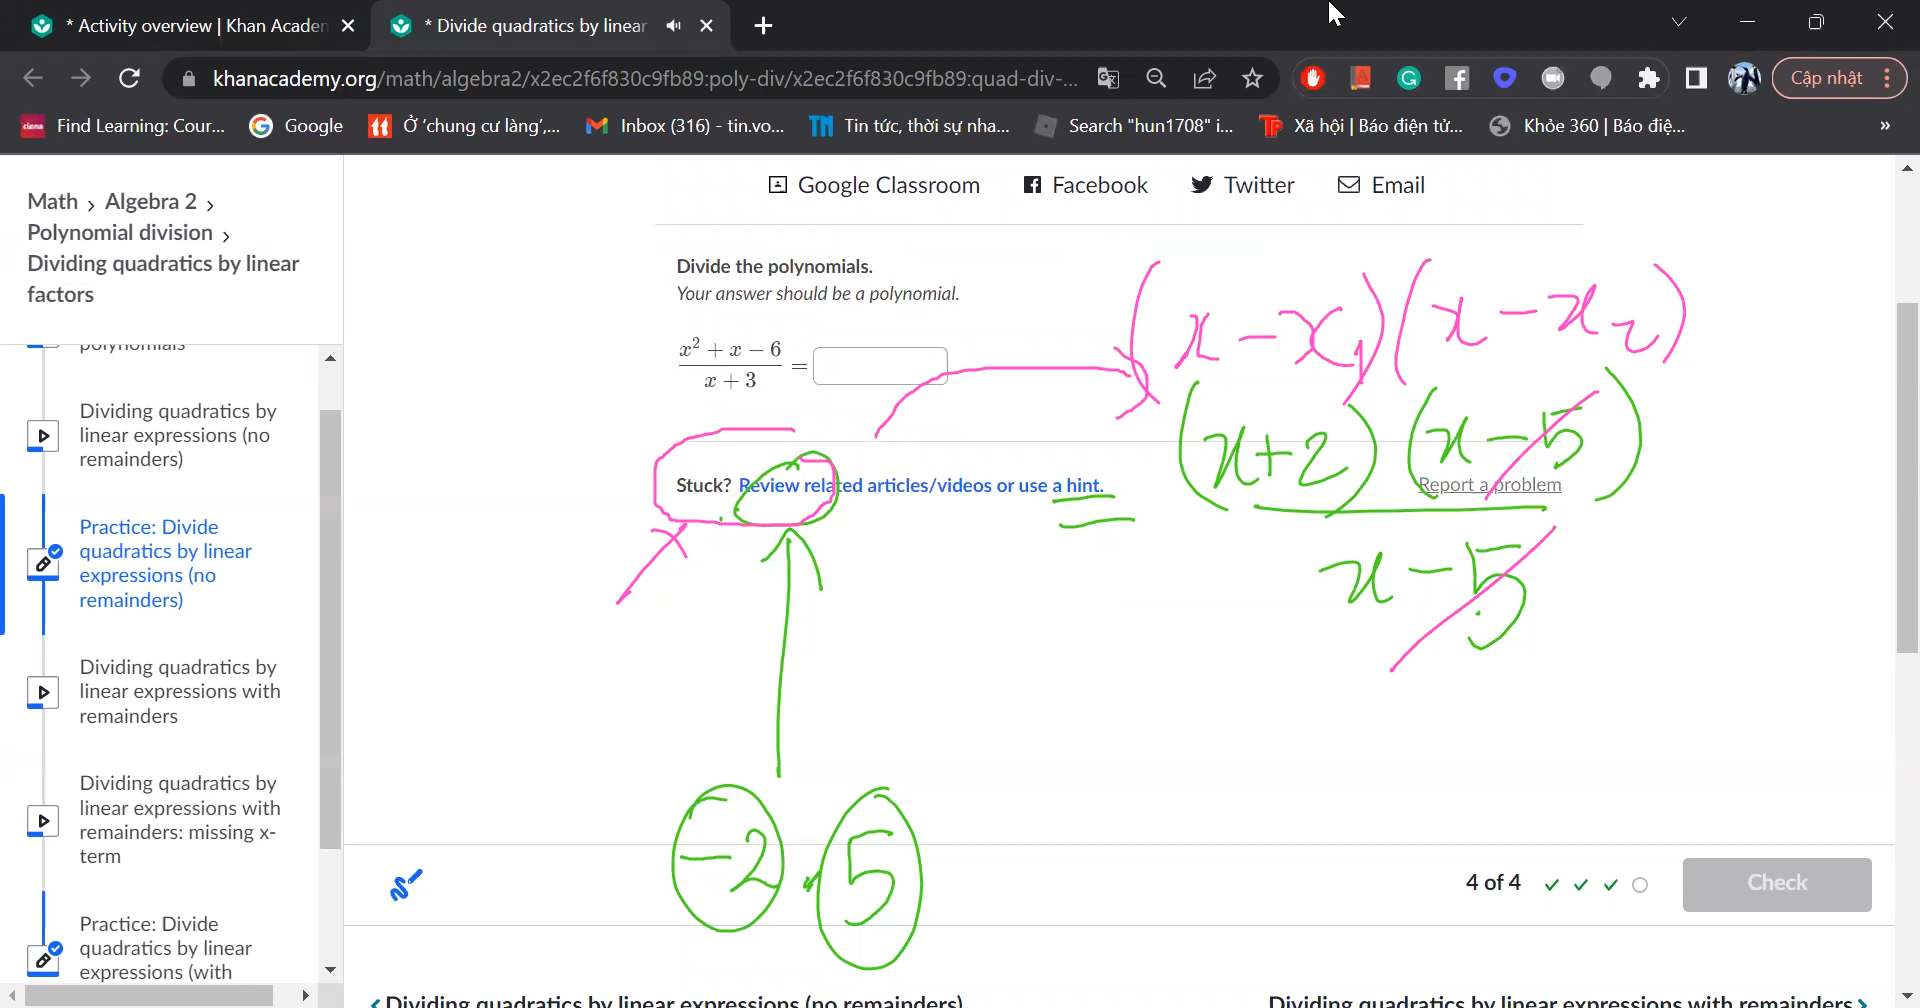 * Activity overview | Khan Academ
* Divide quadratics by linear
khanacademy.org/math/algebra2/x2ec2f6f830c9fb89:poly-div/x2ec2f6f830c9fb89:quad-div-...
Cập nhật
ciena Find Learning: Cour...
Google
Ở 'chung cư làng',...
Inbox (316) - tin.vo...
Tin tức, thời sự nha...
Search "hun1708" i...
Xã hội | Báo điện tử...
Khỏe 360 | Báo điệ...
»
Math > Algebra 2 >
Polynomial division >
Dividing quadratics by linear
factors
polynomials
Dividing quadratics by
linear expressions (no
remainders)
Practice: Divide
quadratics by linear
expressions (no
remainders)
Dividing quadratics by
linear expressions with
remainders
Dividing quadratics by
linear expressions with
remainders: missing x-
term
Practice: Divide
quadratics by linear
expressions (with
Google Classroom Facebook Twitter Email
Divide the polynomials.
Your answer should be a polynomial.
x² + x − 6
=
x + 3
(x − x₁)(x − x₂)
(x+2)(x − 5)
Stuck? Review related articles/videos or use a hint.
Report a problem
=
x − 5
−2 . 5
4 of 4
Check
< Dividing quadratics by linear expressions (no remainders)
Dividing quadratics by linear expressions with remainders >